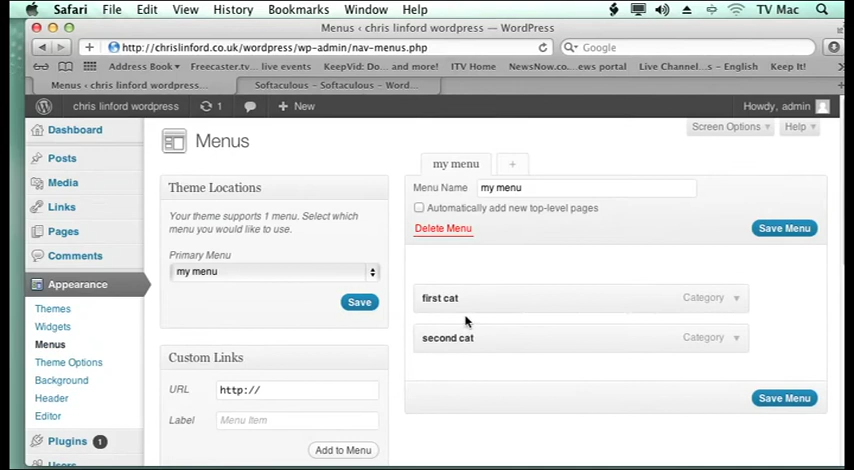 Safari File Edit View History Bookmarks Window Help TV Mac
Menus ‹ chris linford wordpress — WordPress
http://chrislinford.co.uk/wordpress/wp-admin/nav-menus.php Google
Address Book Freecaster.tv live events KeepVid: Do... and more! ITV Home NewsNow.co...ews portal Live Channel...s - English Keep It!
Menus ‹ chris linford wordpress... Softaculous - Softaculous - Word...
chris linford wordpress 1 + New Howdy, admin
Screen Options Help
Dashboard
Posts
Media
Links
Pages
Comments
Appearance
Themes
Widgets
Menus
Theme Options
Background
Header
Editor
Plugins 1
Users
Menus
Theme Locations
Your theme supports 1 menu. Select which
menu you would like to use.
Primary Menu
my menu
Save
Custom Links
URL http://
Label Menu Item
Add to Menu
my menu +
Menu Name my menu
Automatically add new top-level pages
Delete Menu Save Menu
first cat Category
second cat Category
Save Menu